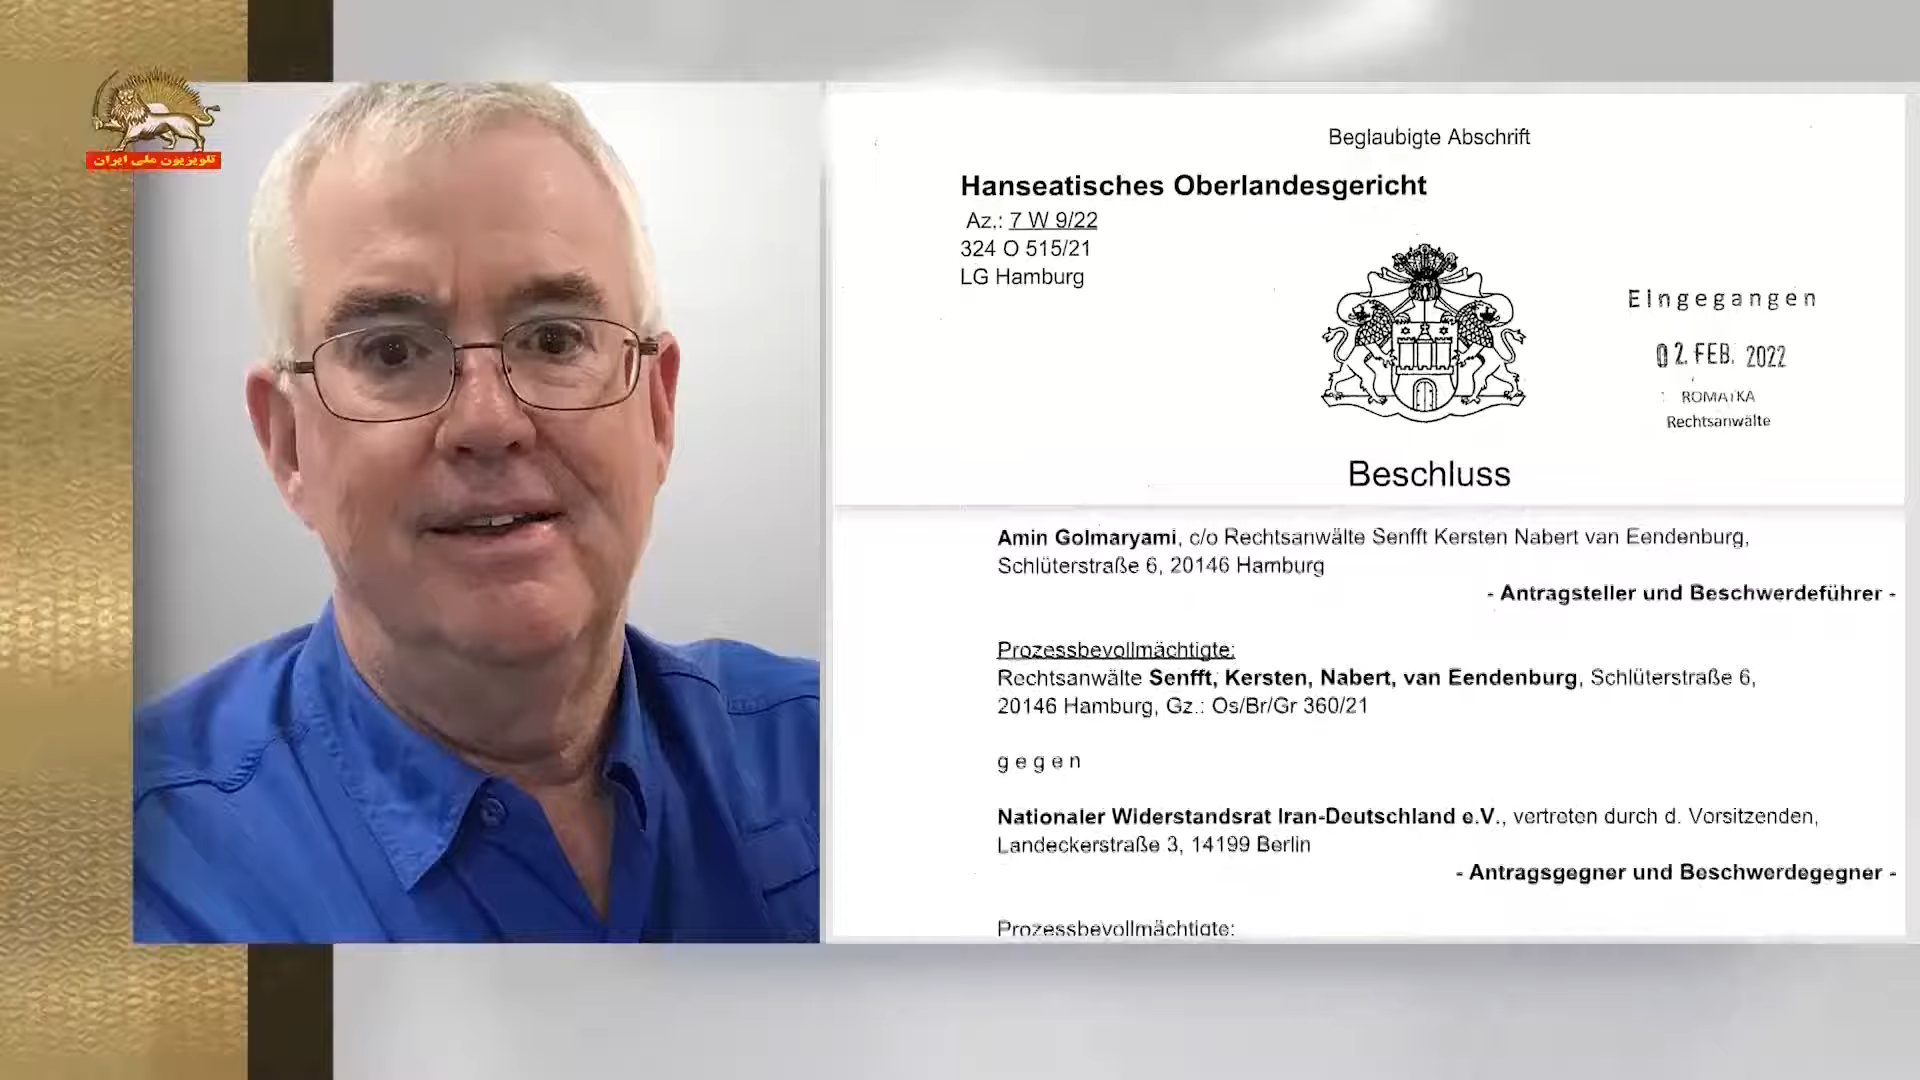 تلویزیون ملی ایران
Beglaubigte Abschrift
Hanseatisches Oberlandesgericht
Az.: 7 W 9/22
324 O 515/21
LG Hamburg
Eingegangen
02. FEB. 2022
ROMATKA
Rechtsanwälte
Beschluss
Amin Golmaryami, c/o Rechtsanwälte Senfft Kersten Nabert van Eendenburg,
Schlüterstraße 6, 20146 Hamburg
- Antragsteller und Beschwerdeführer -
Prozessbevollmächtigte:
Rechtsanwälte Senfft, Kersten, Nabert, van Eendenburg, Schlüterstraße 6,
20146 Hamburg, Gz.: Os/Br/Gr 360/21
gegen
Nationaler Widerstandsrat Iran-Deutschland e.V., vertreten durch d. Vorsitzenden,
Landeckerstraße 3, 14199 Berlin
- Antragsgegner und Beschwerdegegner -
Prozessbevollmächtigte: